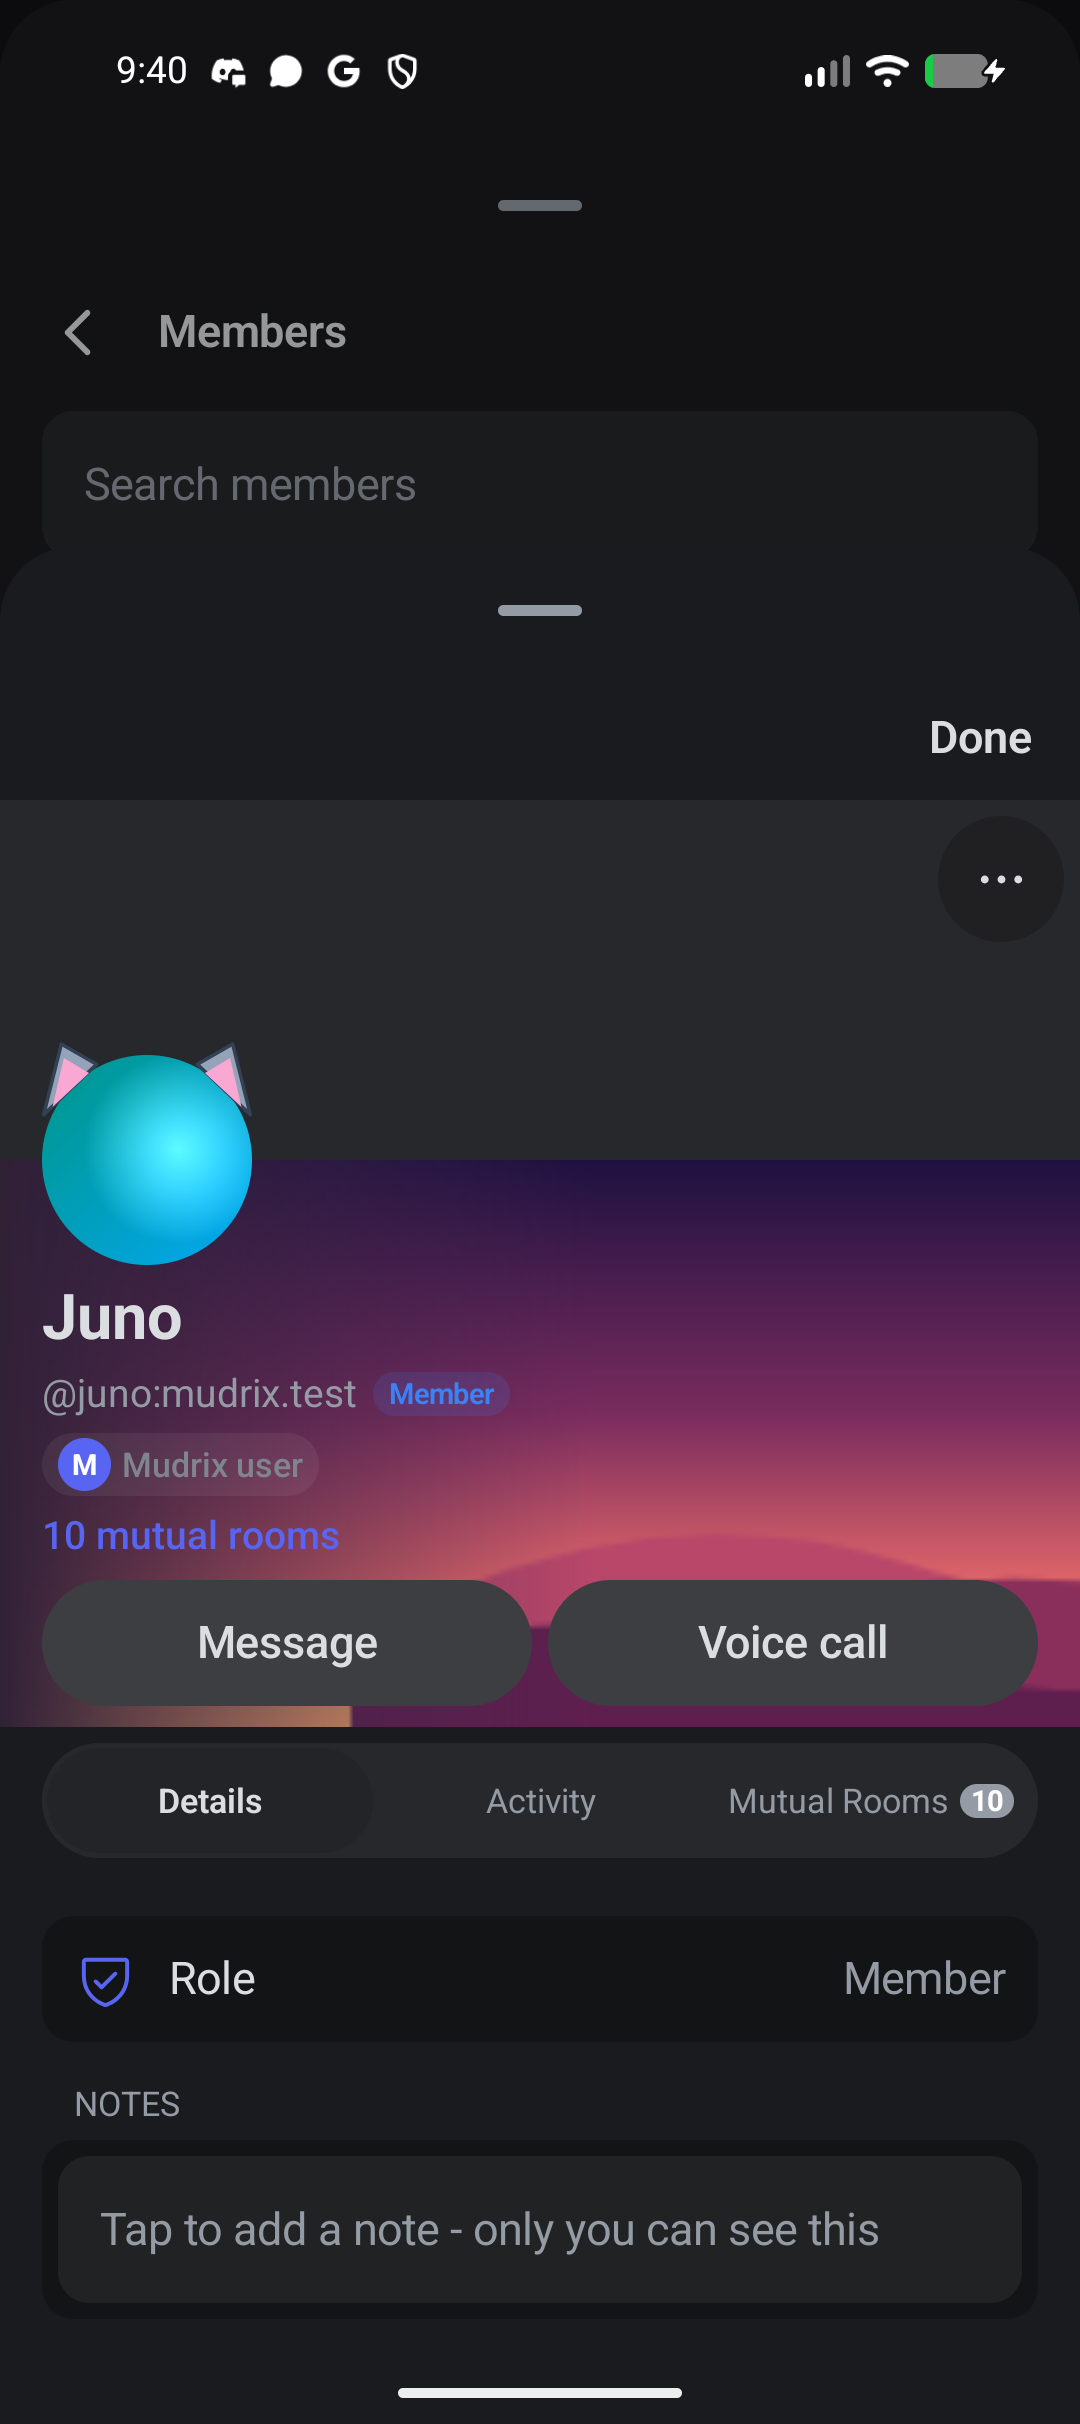 9:40
Members
Search members
Done
Juno
@juno:mudrix.test Member
M Mudrix user
10 mutual rooms
Message Voice call
Details Activity Mutual Rooms 10
Role Member
NOTES
Tap to add a note - only you can see this